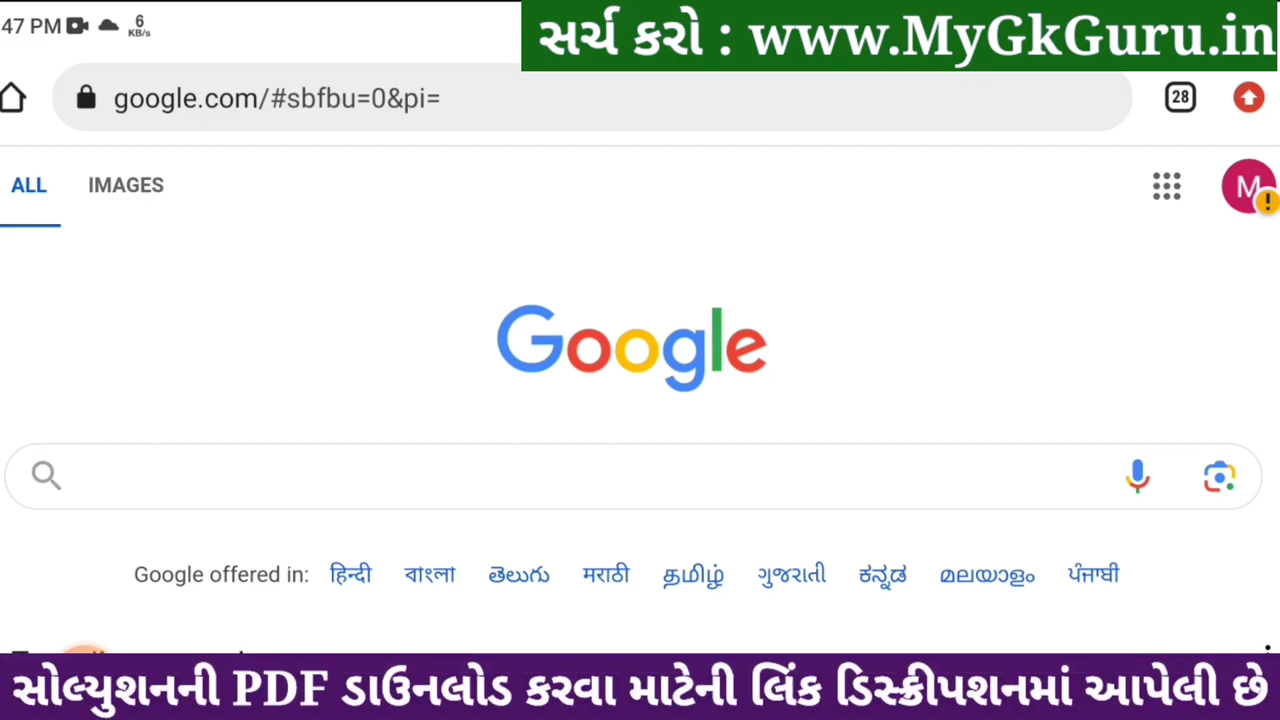 47 PM 6 KB/s
સર્ચ કરો : www.MyGkGuru.in
google.com/#sbfbu=0&pi=
28
ALL IMAGES
M
Google
Google offered in: हिन्दी বাংলা తెలుగు मराठी தமிழ் ગુજરાતી ಕನ್ನಡ മലയാളം ਪੰਜਾਬੀ
સોલ્યુશનની PDF ડાઉનલોડ કરવા માટેની લિંક ડિસ્ક્રીપશનમાં આપેલી છે